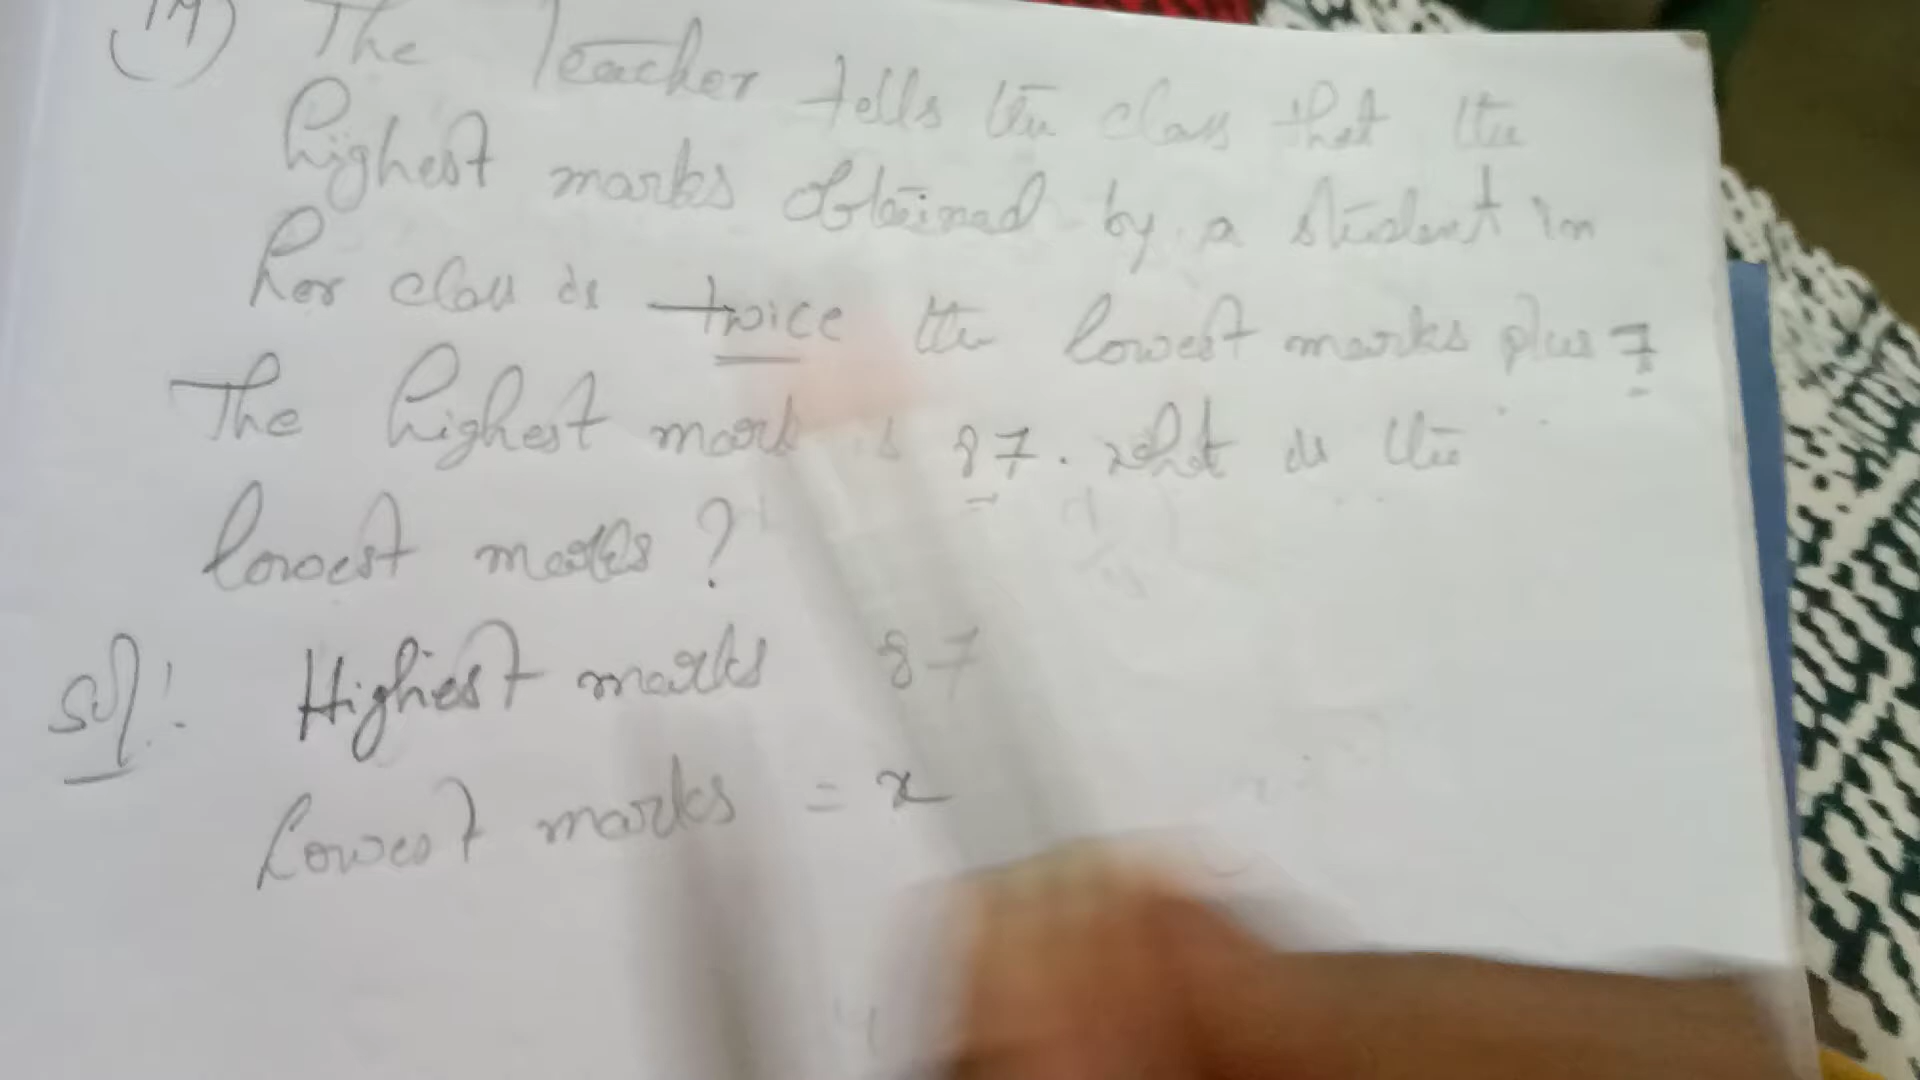 The Teacher tells the class that the
highest marks obtained by a student in
her class is twice the lowest marks plus 7
The highest mark is 87. what is the
lowest marks?
Sol: Highest marks 87
Lowest marks = x